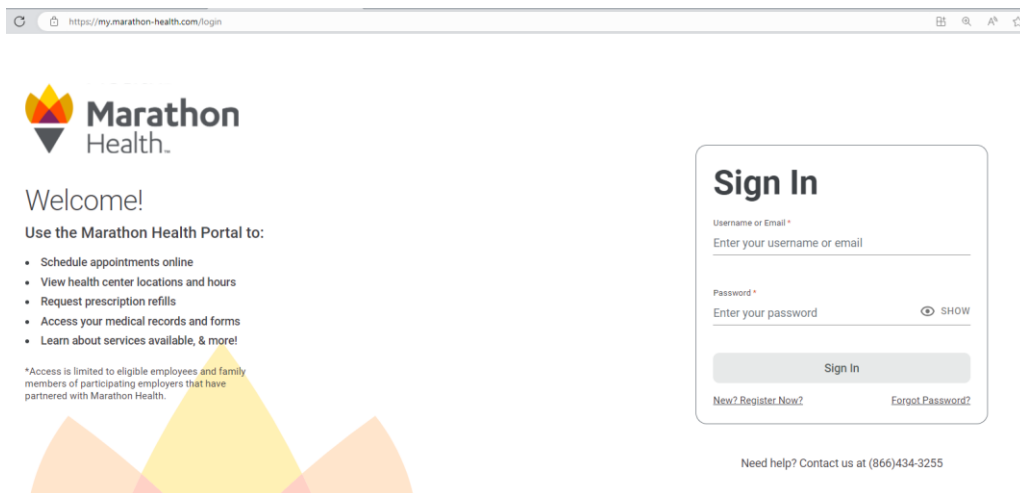 https://my.marathon-health.com/login
Marathon
Health.
Welcome!
Use the Marathon Health Portal to:
• Schedule appointments online
• View health center locations and hours
• Request prescription refills
• Access your medical records and forms
• Learn about services available, & more!
*Access is limited to eligible employees and family
members of participating employers that have
partnered with Marathon Health.
Sign In
Username or Email *
Enter your username or email
Password *
Enter your password
SHOW
Sign In
New? Register Now?
Forgot Password?
Need help? Contact us at (866)434-3255